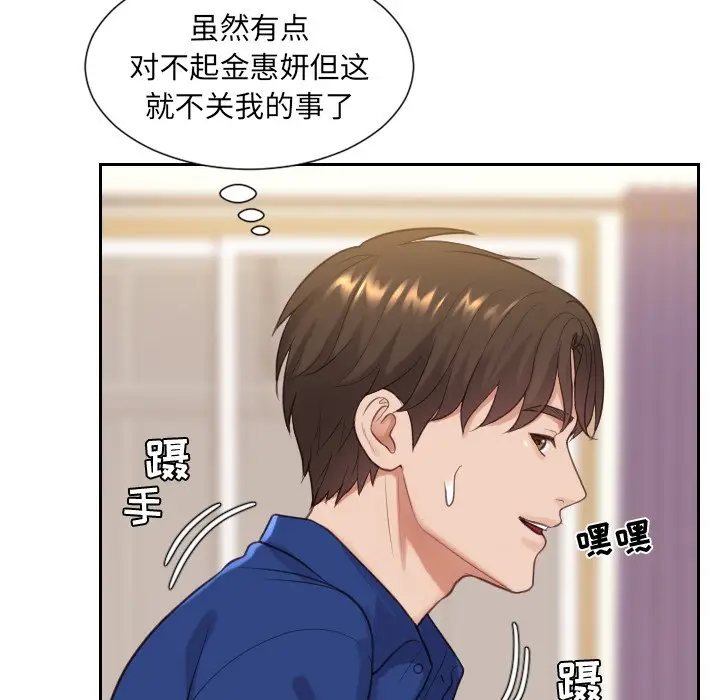 虽然有点
对不起金惠妍但这
就不关我的事了
蹑
手
嘿嘿
蹑